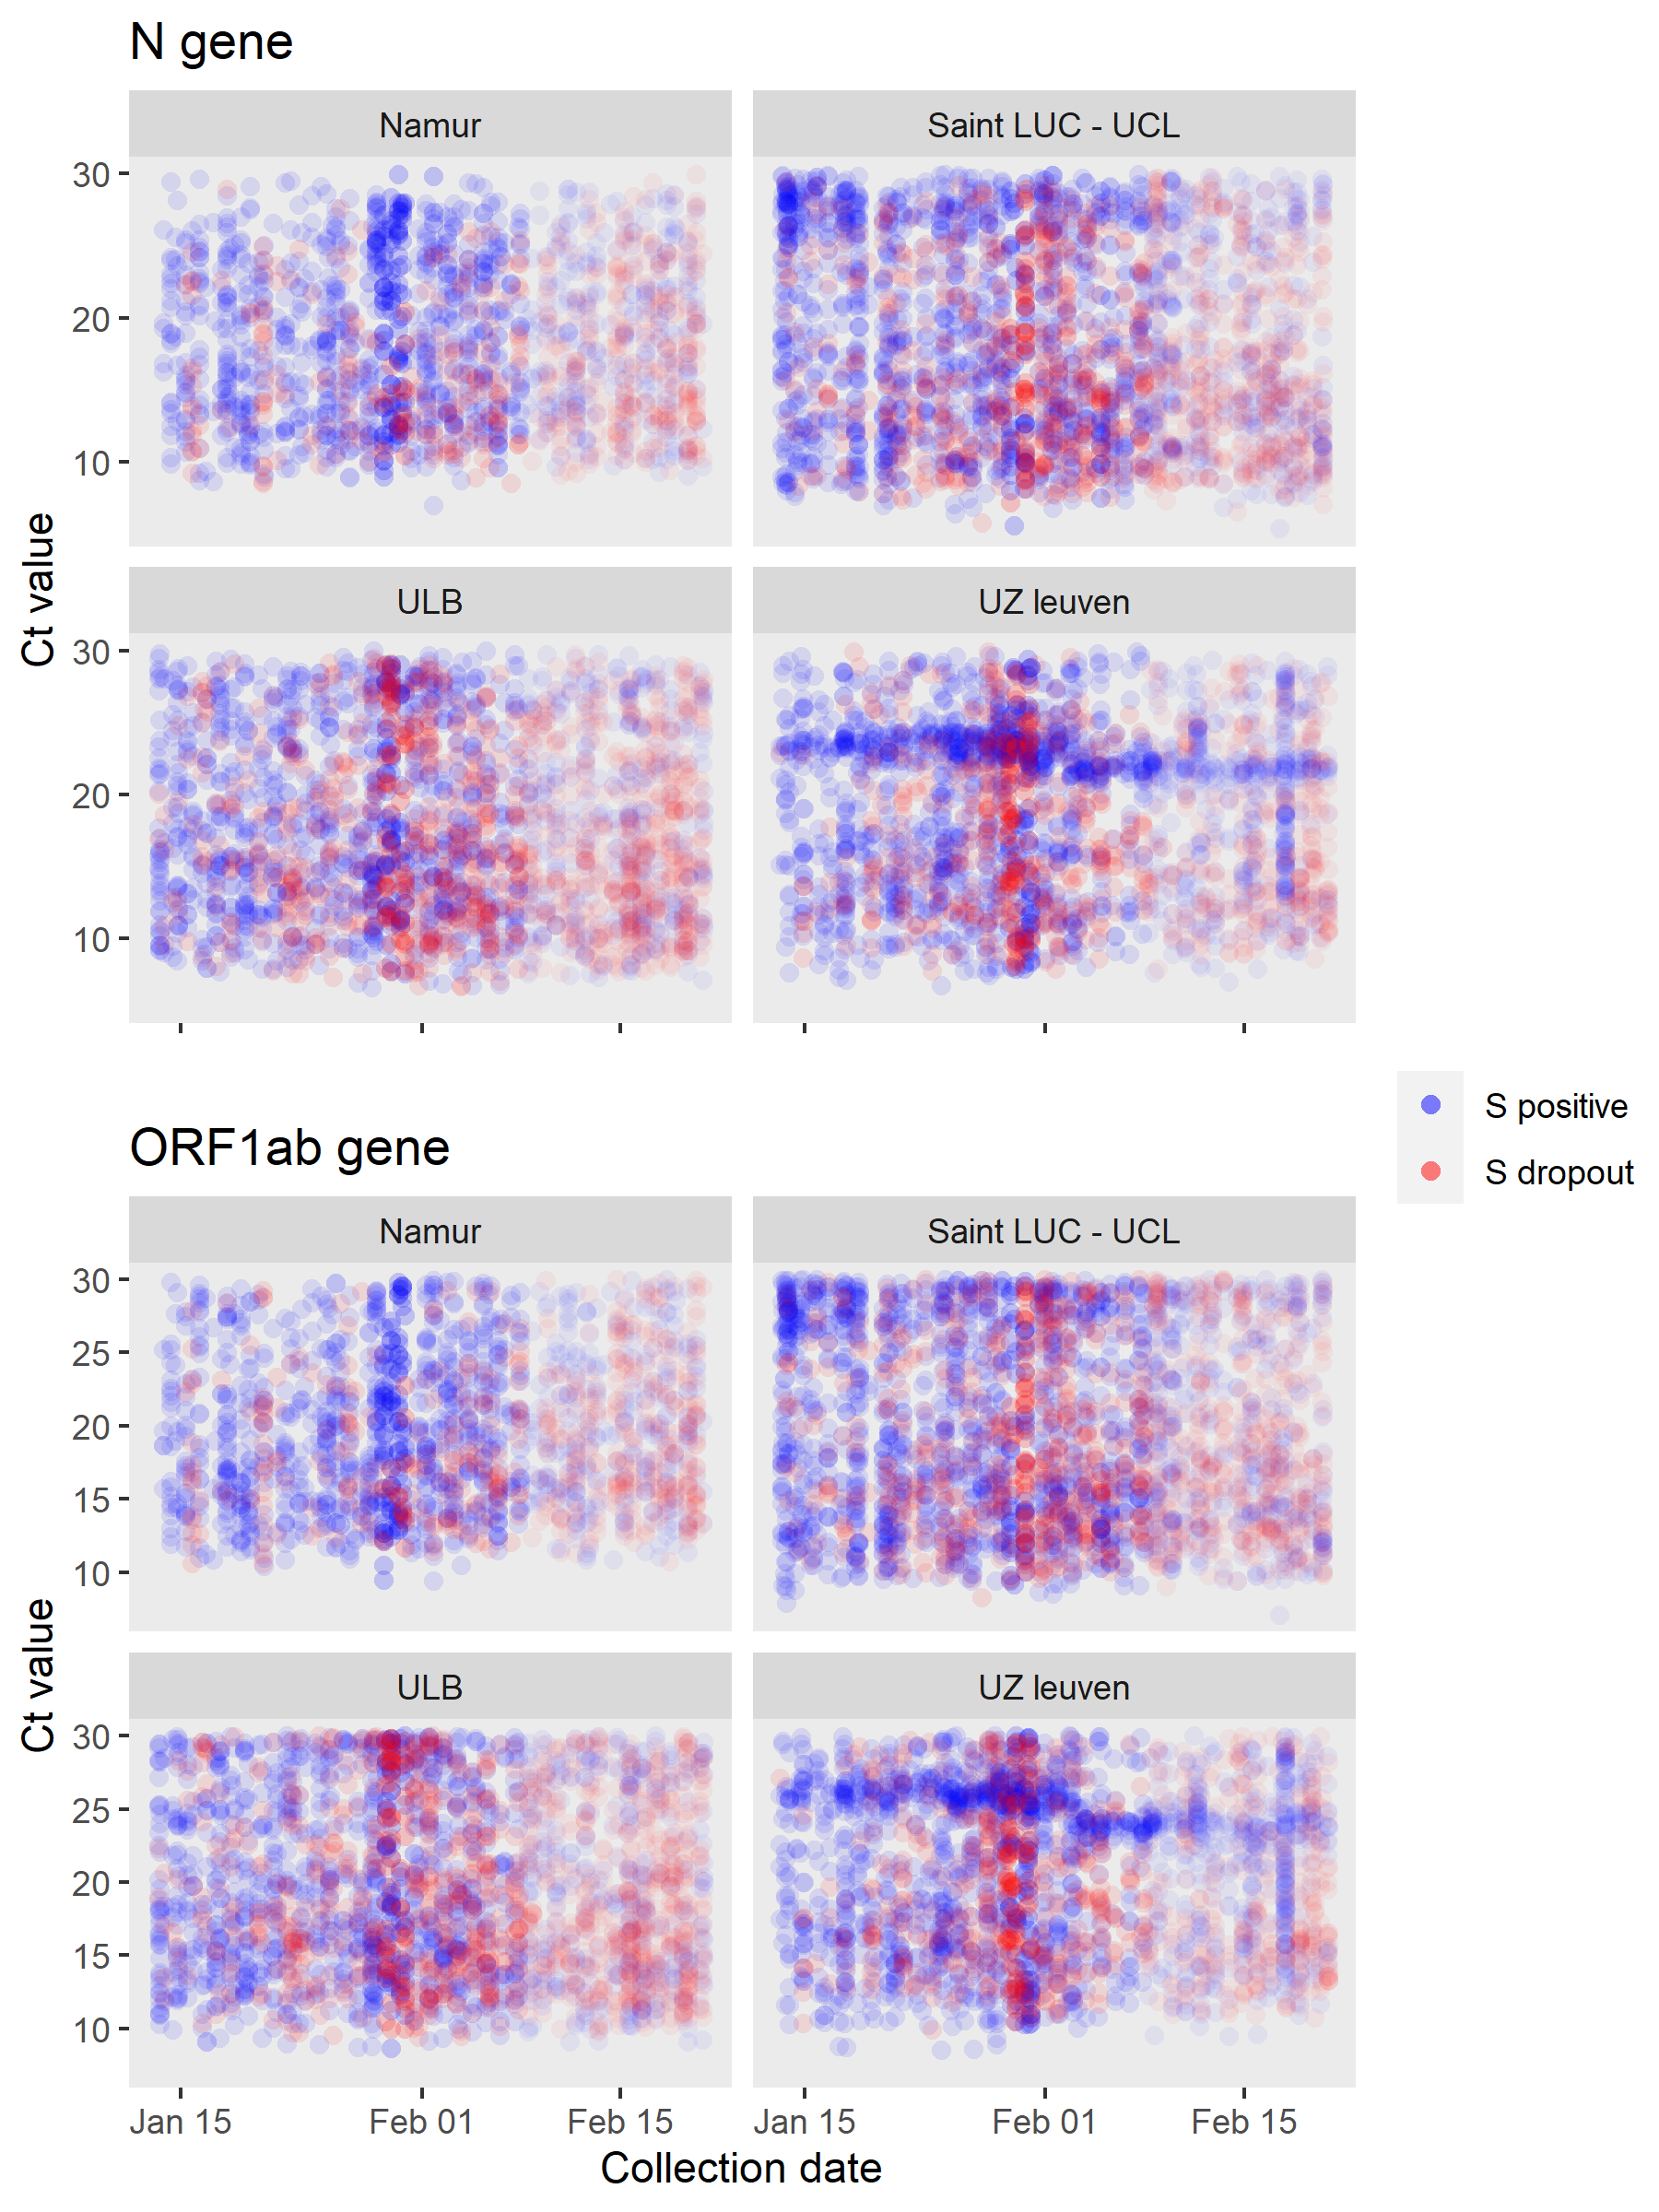 N gene
Namur
Saint LUC - UCL
30
20
10
ULB
UZ leuven
30
20
10
Ct value
S positive
S dropout
ORF1ab gene
Namur
Saint LUC - UCL
30
25
20
15
10
ULB
UZ leuven
30
25
20
15
10
Ct value
Jan 15
Feb 01
Feb 15
Jan 15
Feb 01
Feb 15
Collection date